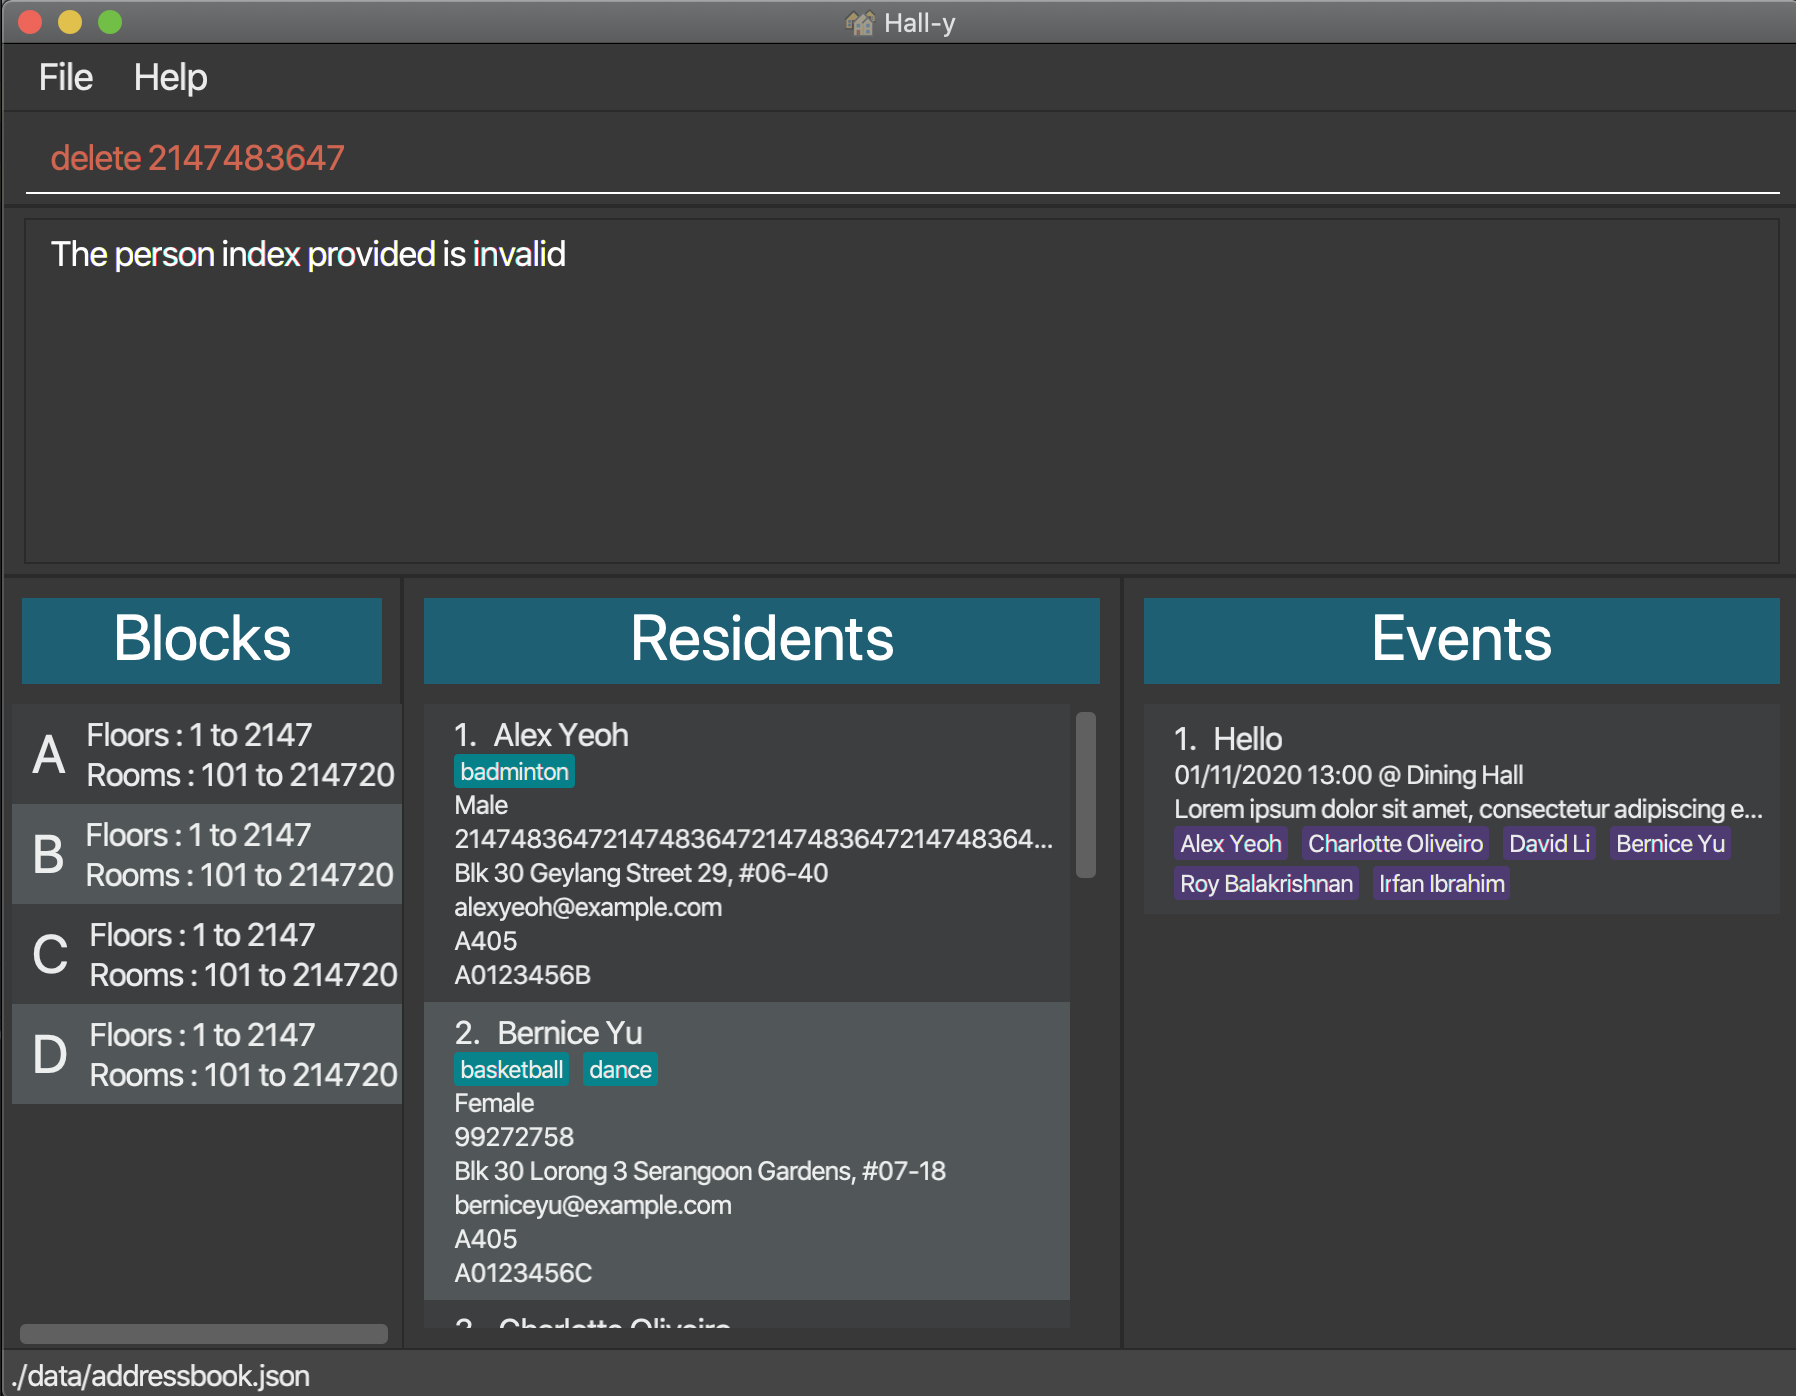 Hall-y
File Help
delete 2147483647
The person index provided is invalid
Blocks
A
Floors : 1 to 2147
Rooms : 101 to 214720
B
Floors : 1 to 2147
Rooms : 101 to 214720
C
Floors : 1 to 2147
Rooms : 101 to 214720
D
Floors : 1 to 2147
Rooms : 101 to 214720
Residents
1. Alex Yeoh
badminton
Male
214748364721474836472147483647214748364...
Blk 30 Geylang Street 29, #06-40
alexyeoh@example.com
A405
A0123456B
2. Bernice Yu
basketball dance
Female
99272758
Blk 30 Lorong 3 Serangoon Gardens, #07-18
berniceyu@example.com
A405
A0123456C
3. Charlotte Oliveiro
Events
1. Hello
01/11/2020 13:00 @ Dining Hall
Lorem ipsum dolor sit amet, consectetur adipiscing e...
Alex Yeoh Charlotte Oliveiro David Li Bernice Yu
Roy Balakrishnan Irfan Ibrahim
./data/addressbook.json